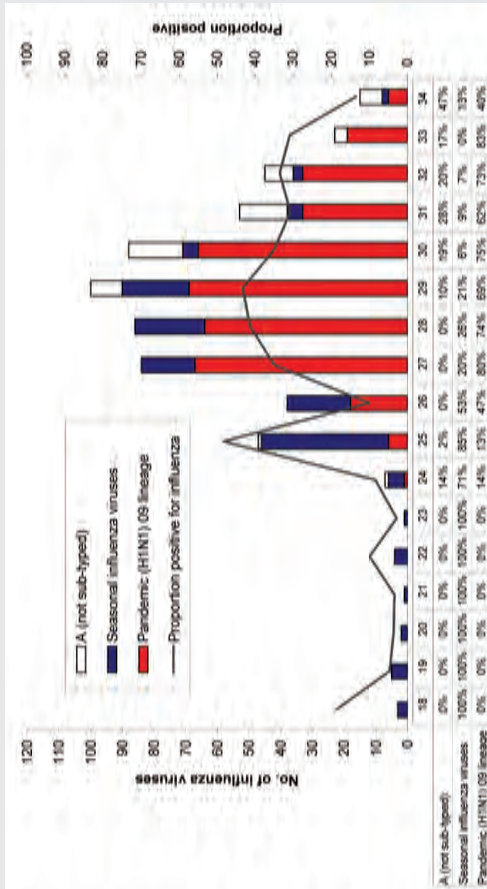 No. of influenza viruses
100
90
80
70
60
50
40
30
20
10
0
A (not sub-typed)
Seasonal influenza viruses
Pandemic (H1N1) 09 lineage
Proportion positive for influenza
Proportion positive
100
90
80
70
60
50
40
30
20
10
0
18 19 20 21 22 23 24 25 26 27 28 29 30 31 32 33 34
A (not sub-typed) 0% 0% 0% 0% 0% 0% 14% 2% 0% 0% 0% 10% 19% 28% 20% 17% 47%
Seasonal influenza viruses 100% 100% 100% 100% 100% 100% 71% 85% 53% 20% 26% 21% 6% 9% 7% 0% 13%
Pandemic (H1N1) 09 lineage 0% 0% 0% 0% 0% 0% 14% 13% 47% 80% 74% 69% 75% 62% 73% 83% 40%